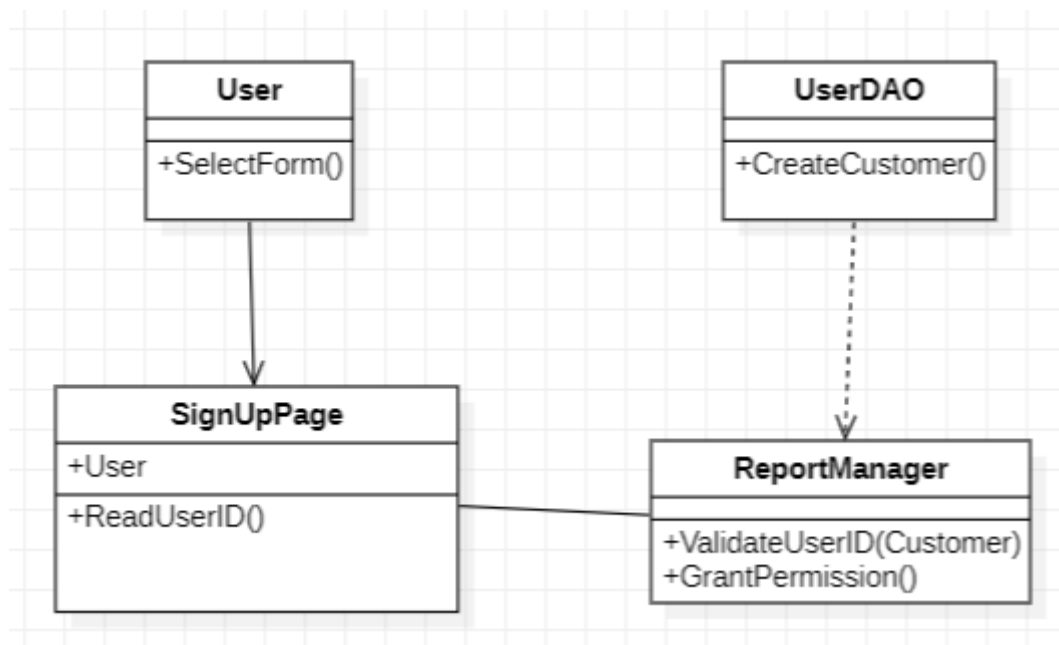 User
+SelectForm()
UserDAO
+CreateCustomer()
SignUpPage
+User
+ReadUserID()
ReportManager
+ValidateUserID(Customer)
+GrantPermission()